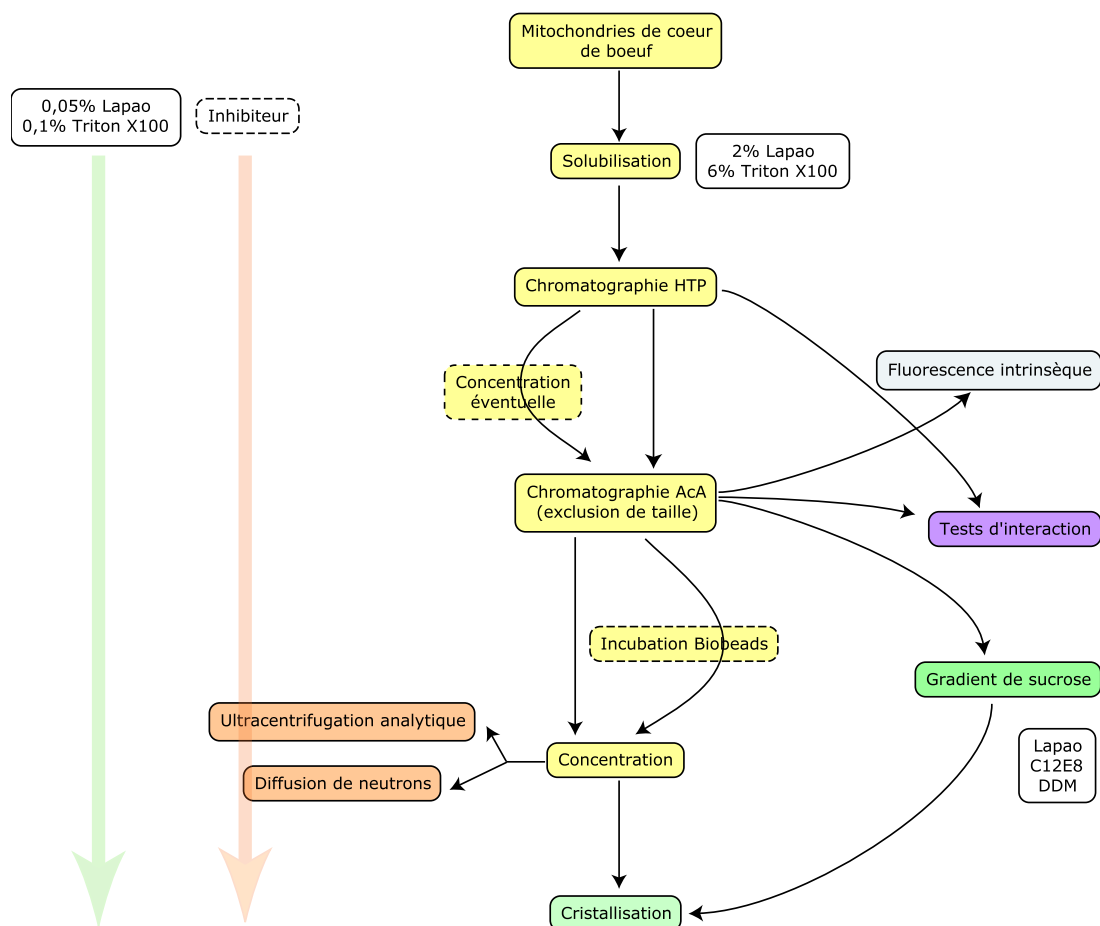 Mitochondries de coeur
de boeuf
0,05% Lapao
0,1% Triton X100
Inhibiteur
Solubilisation
2% Lapao
6% Triton X100
Chromatographie HTP
Fluorescence intrinsèque
Concentration
éventuelle
Chromatographie AcA
(exclusion de taille)
Tests d'interaction
Incubation Biobeads
Gradient de sucrose
Ultracentrifugation analytique
Concentration
Diffusion de neutrons
Lapao
C12E8
DDM
Cristallisation